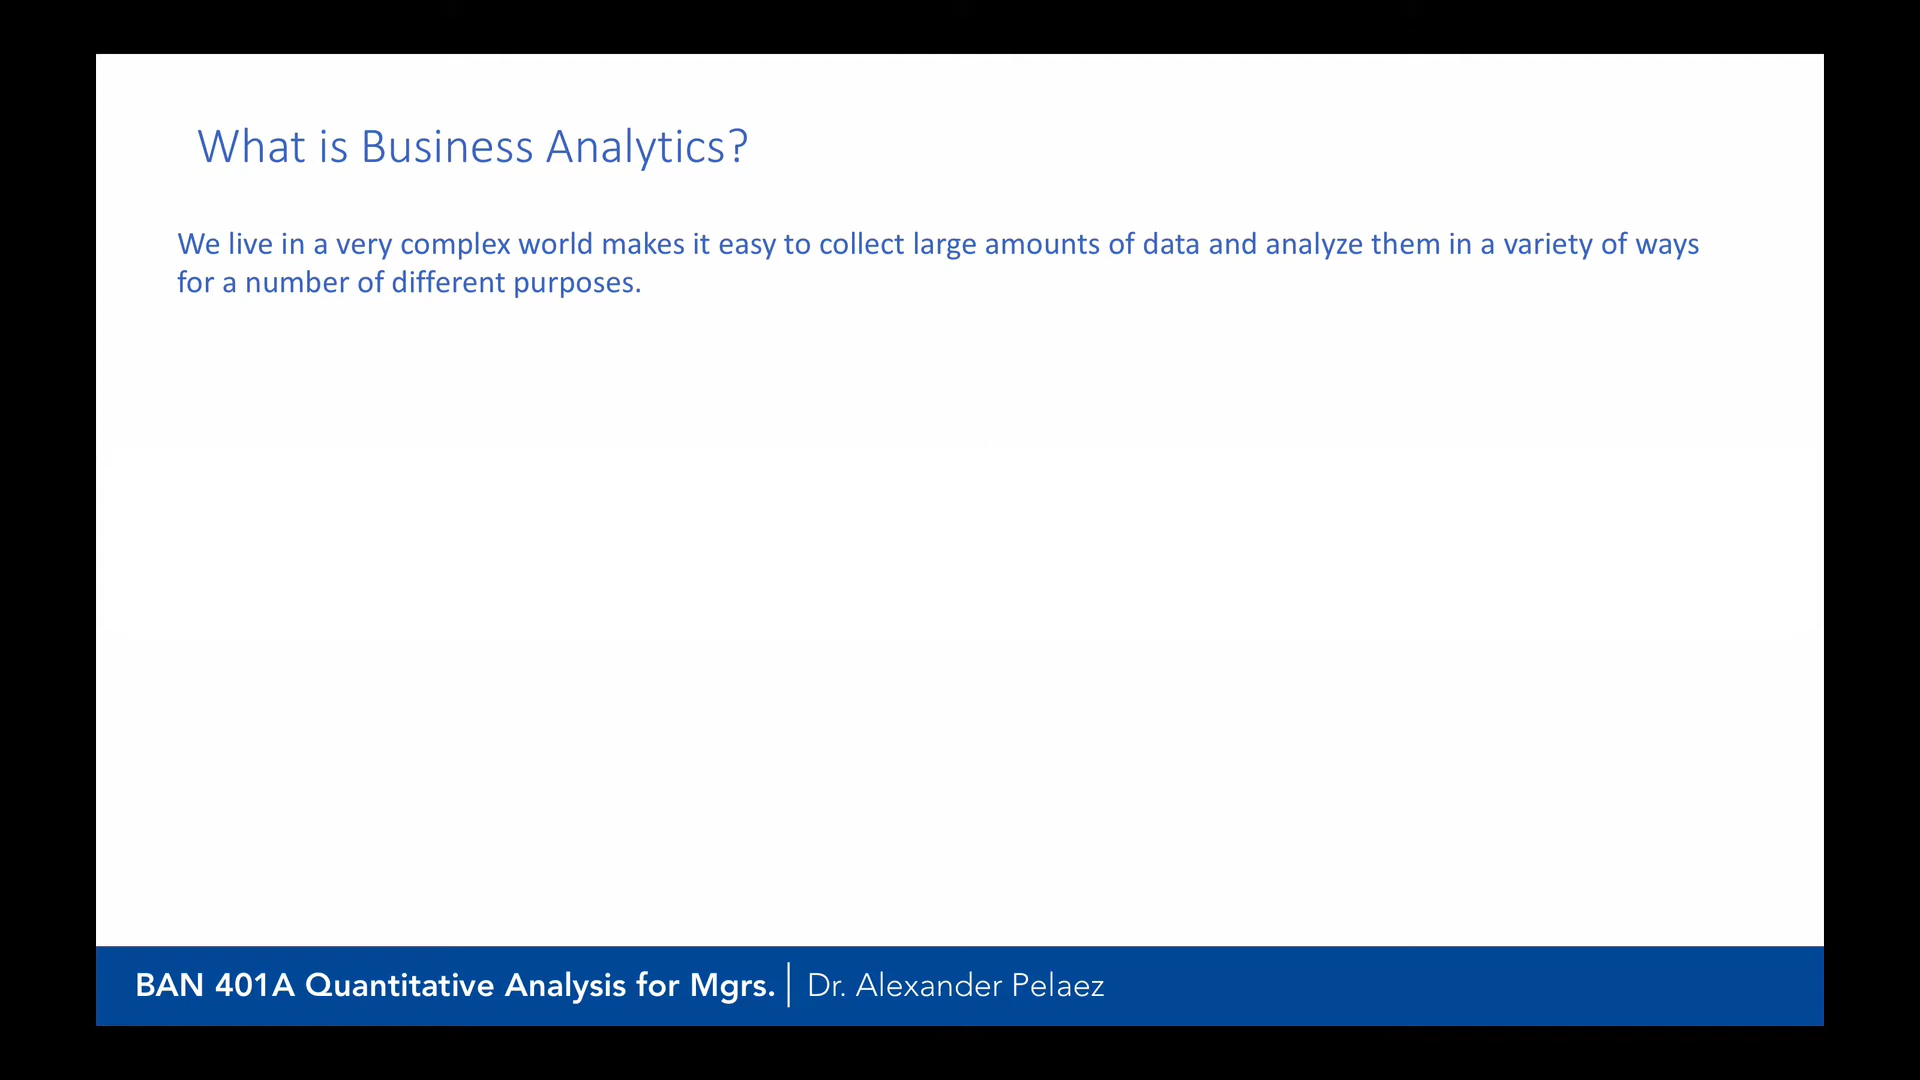 What is Business Analytics?
We live in a very complex world makes it easy to collect large amounts of data and analyze them in a variety of ways
for a number of different purposes.
BAN 401A Quantitative Analysis for Mgrs. | Dr. Alexander Pelaez